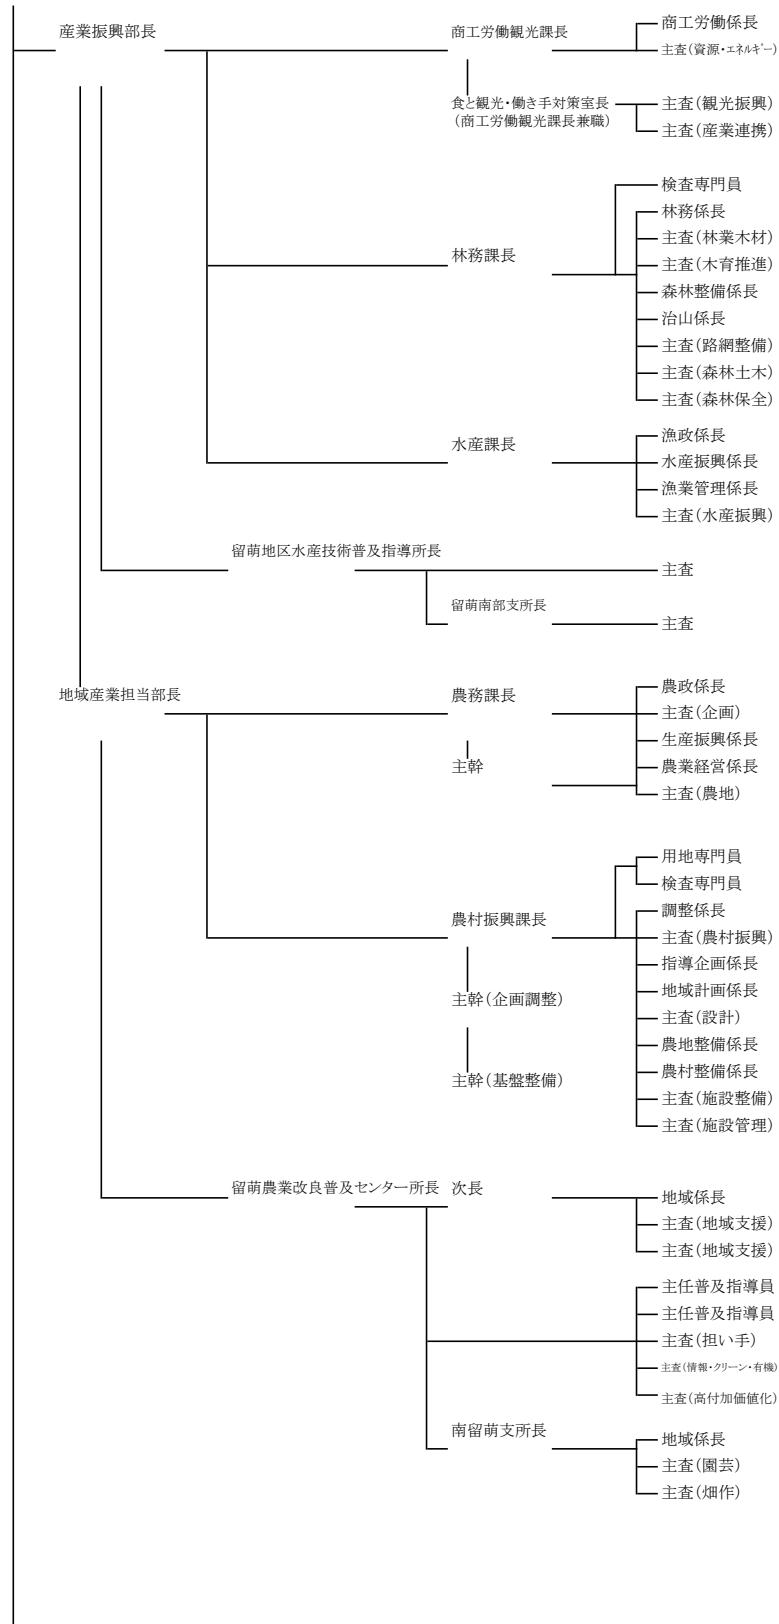 産業振興部長
商工労働観光課長
商工労働係長
主査(資源・エネルギー)
食と観光・働き手対策室長
(商工労働観光課長兼職)
主査(観光振興)
主査(産業連携)
林務課長
検査専門員
林務係長
主査(林業木材)
主査(木育推進)
森林整備係長
治山係長
主査(路網整備)
主査(森林土木)
主査(森林保全)
水産課長
漁政係長
水産振興係長
漁業管理係長
主査(水産振興)
留萌地区水産技術普及指導所長
主査
留萌南部支所長
主査
地域産業担当部長
農務課長
農政係長
主査(企画)
生産振興係長
主幹
農業経営係長
主査(農地)
農村振興課長
用地専門員
検査専門員
調整係長
主査(農村振興)
指導企画係長
主幹(企画調整)
地域計画係長
主査(設計)
農地整備係長
主幹(基盤整備)
農村整備係長
主査(施設整備)
主査(施設管理)
留萌農業改良普及センター所長
次長
地域係長
主査(地域支援)
主査(地域支援)
主任普及指導員
主任普及指導員
主査(担い手)
主査(情報・クリーン・有機)
主査(高付加価値化)
南留萌支所長
地域係長
主査(園芸)
主査(畑作)